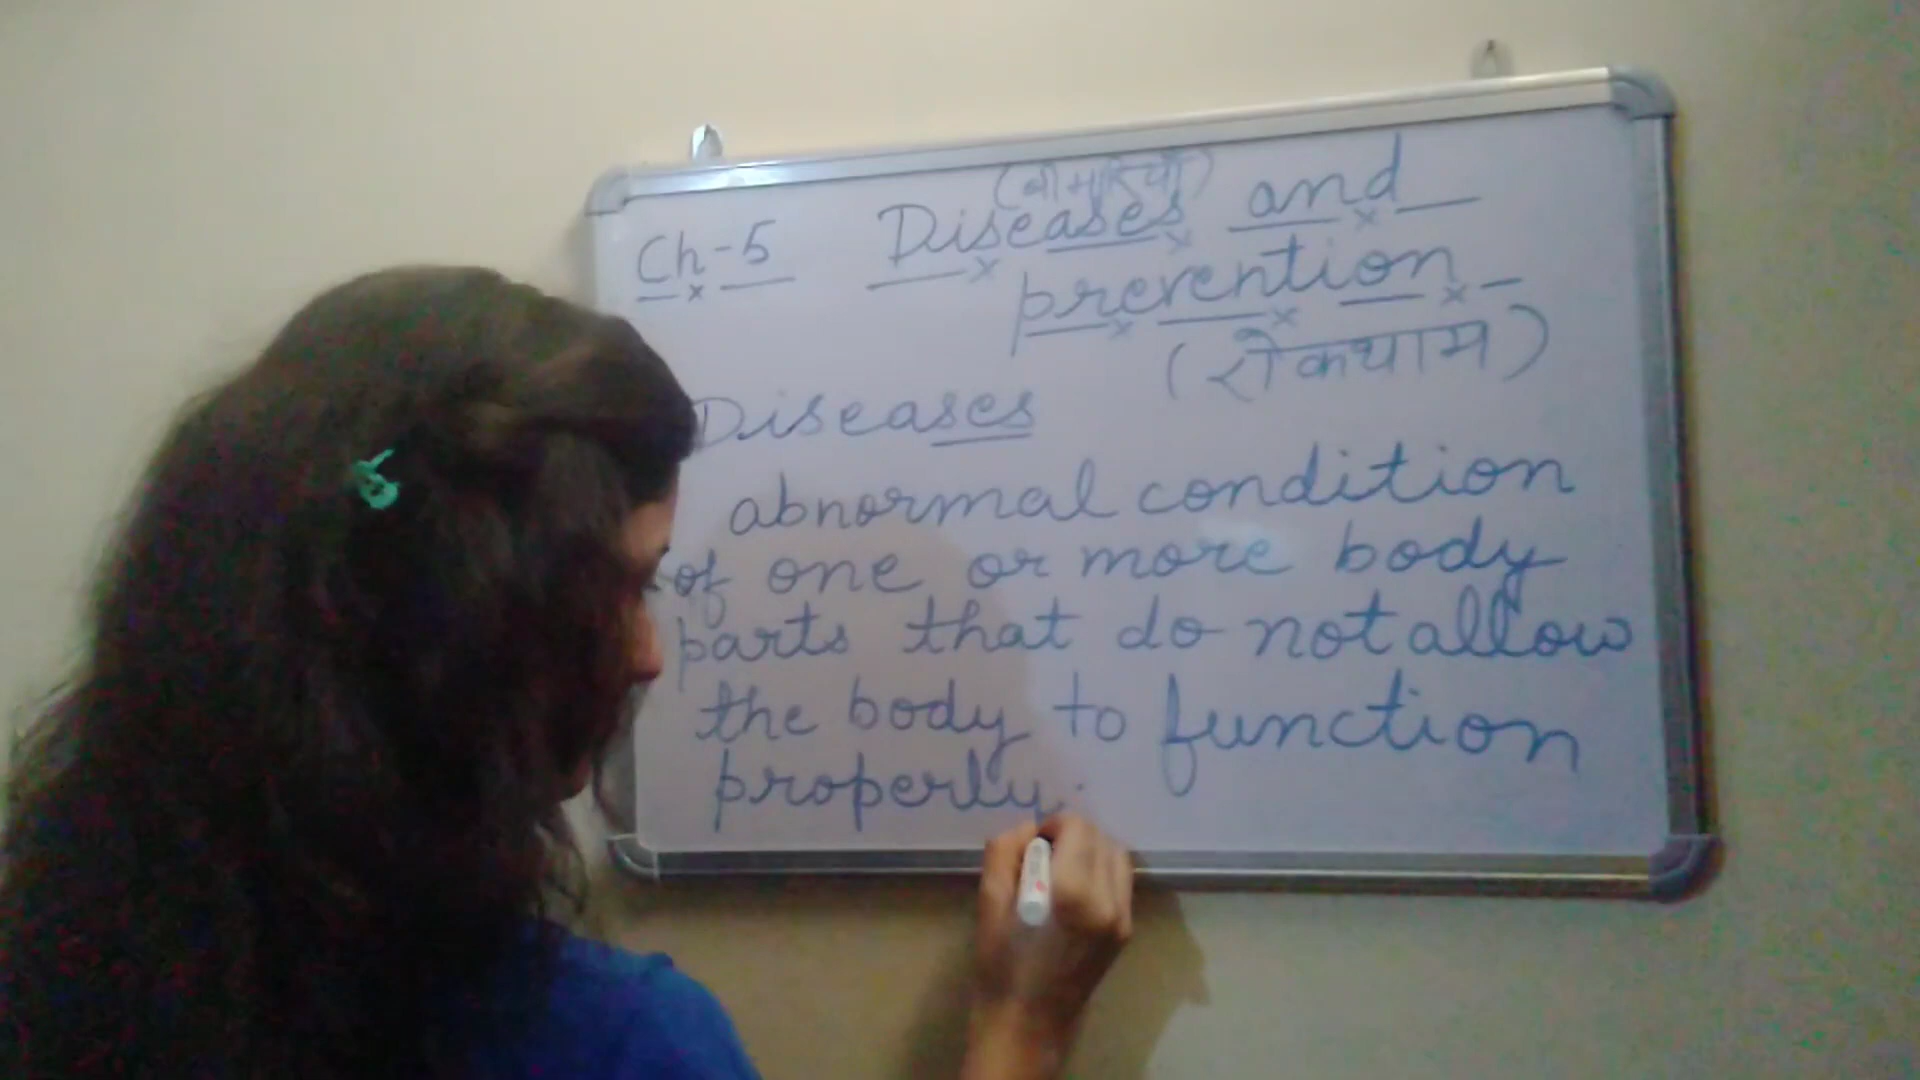 (बीमारियाँ)
Ch-5 Diseases and
prevention
(रोकथाम)
Diseases
abnormal condition
of one or more body
parts that do not allow
the body to function
properly.